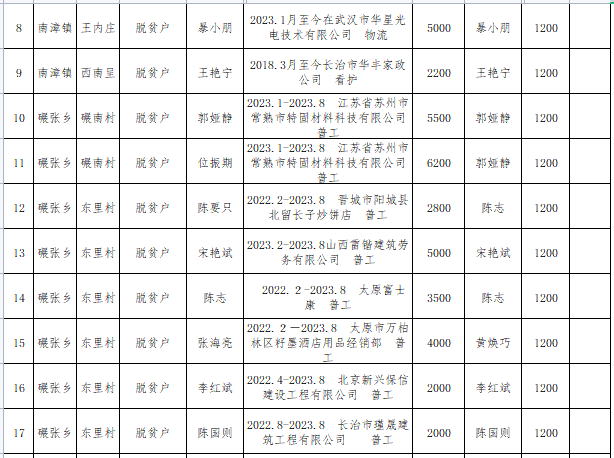 8 南漳镇 王内庄 脱贫户 暴小朋 2023.1月至今在武汉市华星光电技术有限公司 物流 5000 暴小朋 1200
9 南漳镇 西南呈 脱贫户 王艳宁 2018.3月至今长治市华丰家政公司 看护 2200 王艳宁 1200
10 碾张乡 碾南村 脱贫户 郭娅静 2023.1-2023.8 江苏省苏州市常熟市特固材料科技有限公司 普工 5500 郭娅静 1200
11 碾张乡 碾南村 脱贫户 位振期 2023.1-2023.8 江苏省苏州市常熟市特固材料科技有限公司 普工 6200 郭娅静 1200
12 碾张乡 东里村 脱贫户 陈要只 2022.2-2023.8 晋城市阳城县北留长子炒饼店 普工 2800 陈志 1200
13 碾张乡 东里村 脱贫户 宋艳斌 2023.2-2023.8山西雷锴建筑劳务有限公司 普工 5000 宋艳斌 1200
14 碾张乡 东里村 脱贫户 陈志 2022.2-2023.8 太原富士康 普工 3500 陈志 1200
15 碾张乡 东里村 脱贫户 张海亮 2022.2－2023.8 太原市万柏林区籽墨酒店用品经销部 普工 4000 黄焕巧 1200
16 碾张乡 东里村 脱贫户 李红斌 2022.4-2023.8 北京新兴保信建设工程有限公司 普工 2000 李红斌 1200
17 碾张乡 东里村 脱贫户 陈国则 2022.8-2023.8 长治市瑾晟建筑工程有限公司 普工 2000 陈国则 1200